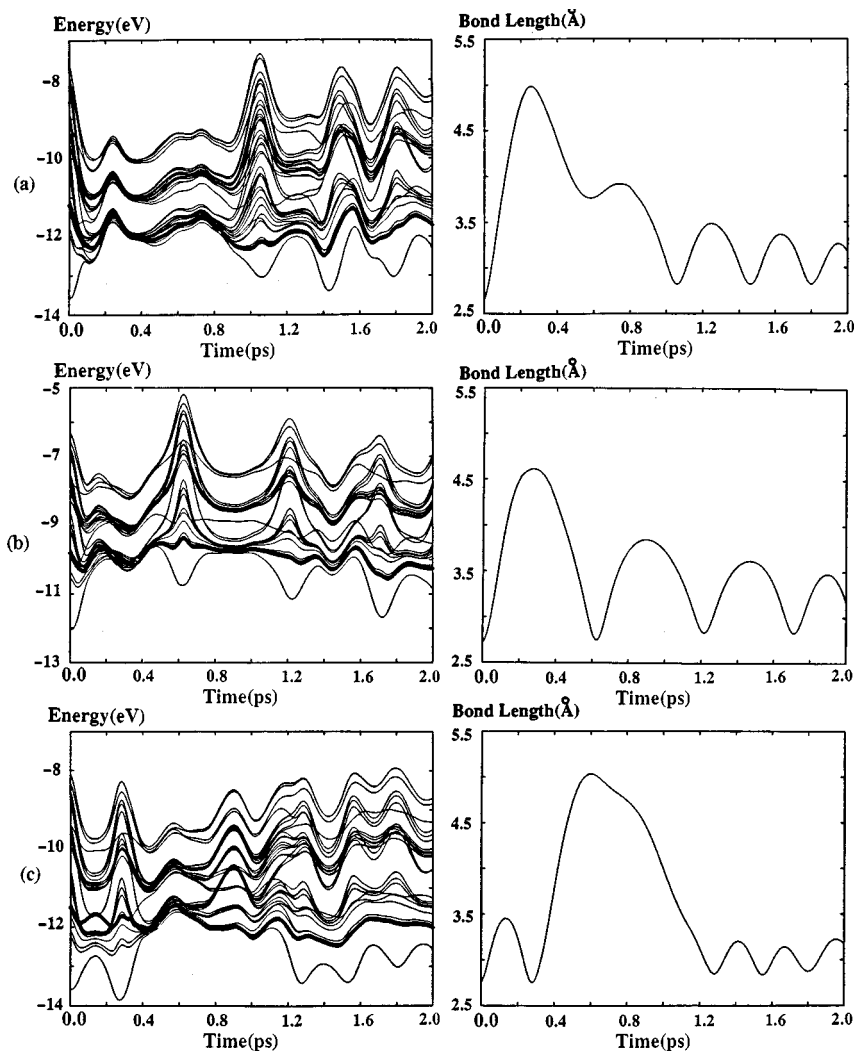 Energy(eV)
Bond Length(Å)
−8
−10
−12
−14
(a)
0.0 0.4 0.8 1.2 1.6 2.0
Time(ps)
5.5
4.5
3.5
2.5
0.0 0.4 0.8 1.2 1.6 2.0
Time(ps)
Energy(eV)
Bond Length(Å)
−5
−7
−9
−11
−13
(b)
0.0 0.4 0.8 1.2 1.6 2.0
Time(ps)
5.5
4.5
3.5
2.5
0.0 0.4 0.8 1.2 1.6 2.0
Time(ps)
Energy(eV)
Bond Length(Å)
−8
−10
−12
−14
(c)
0.0 0.4 0.8 1.2 1.6 2.0
Time(ps)
5.5
4.5
3.5
2.5
0.0 0.4 0.8 1.2 1.6 2.0
Time(ps)